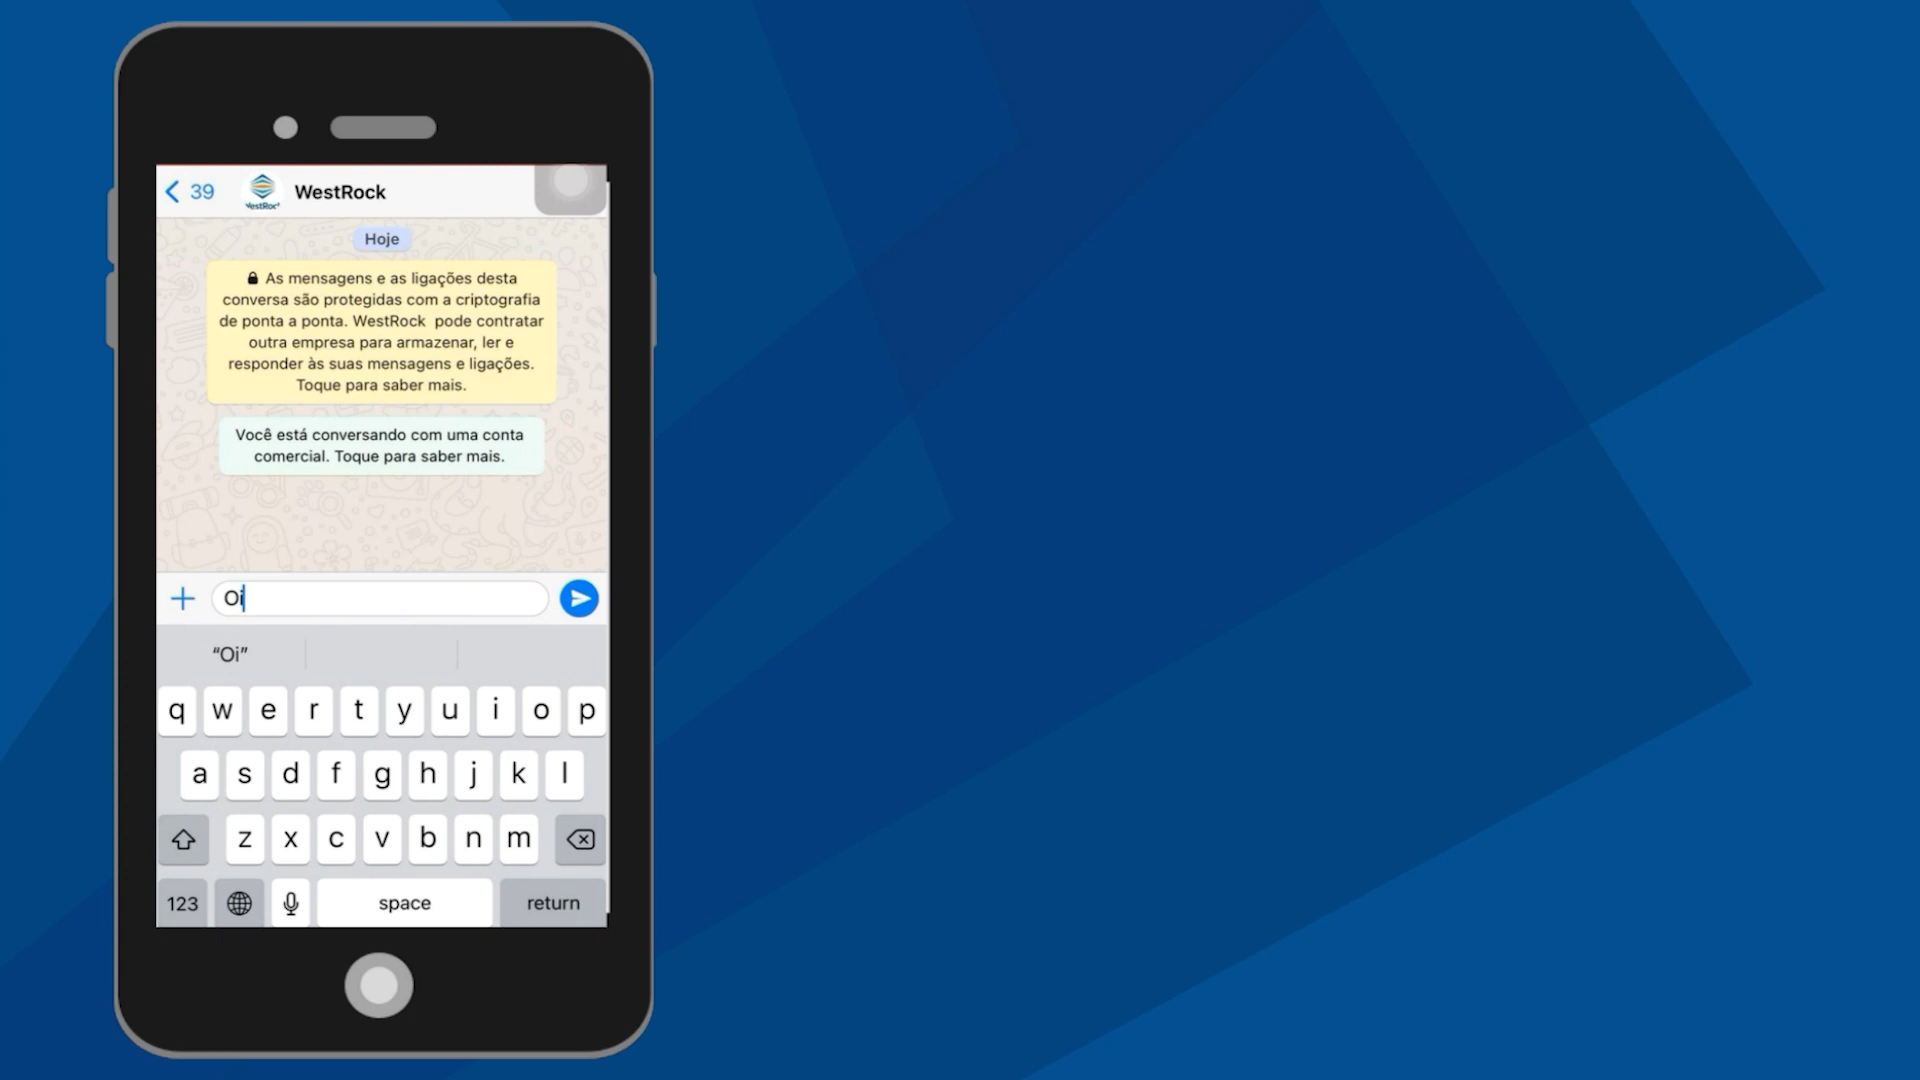 39
WestRock
WestRock
Hoje
As mensagens e as ligações desta
conversa são protegidas com a criptografia
de ponta a ponta. WestRock pode contratar
outra empresa para armazenar, ler e
responder às suas mensagens e ligações.
Toque para saber mais.
Você está conversando com uma conta
comercial. Toque para saber mais.
Oi
“Oi”
q w e r t y u i o p
a s d f g h j k l
z x c v b n m
123 space return